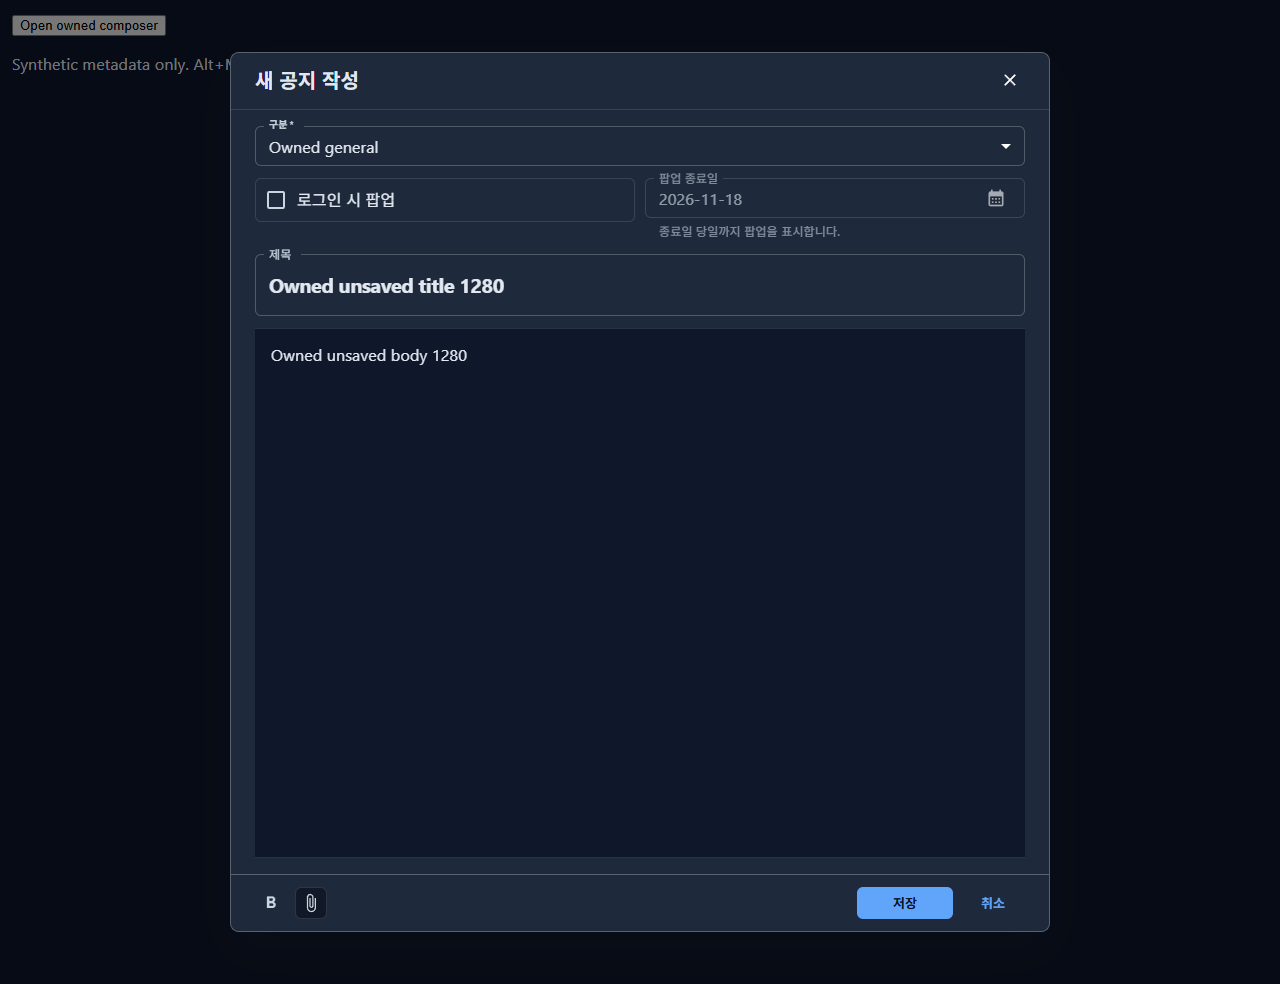 Open owned composer
Synthetic metadata only. Alt+
새 공지 작성
구분 *
Owned general
로그인 시 팝업
팝업 종료일
2026-11-18
종료일 당일까지 팝업을 표시합니다.
제목
Owned unsaved title 1280
Owned unsaved body 1280
B
저장
취소